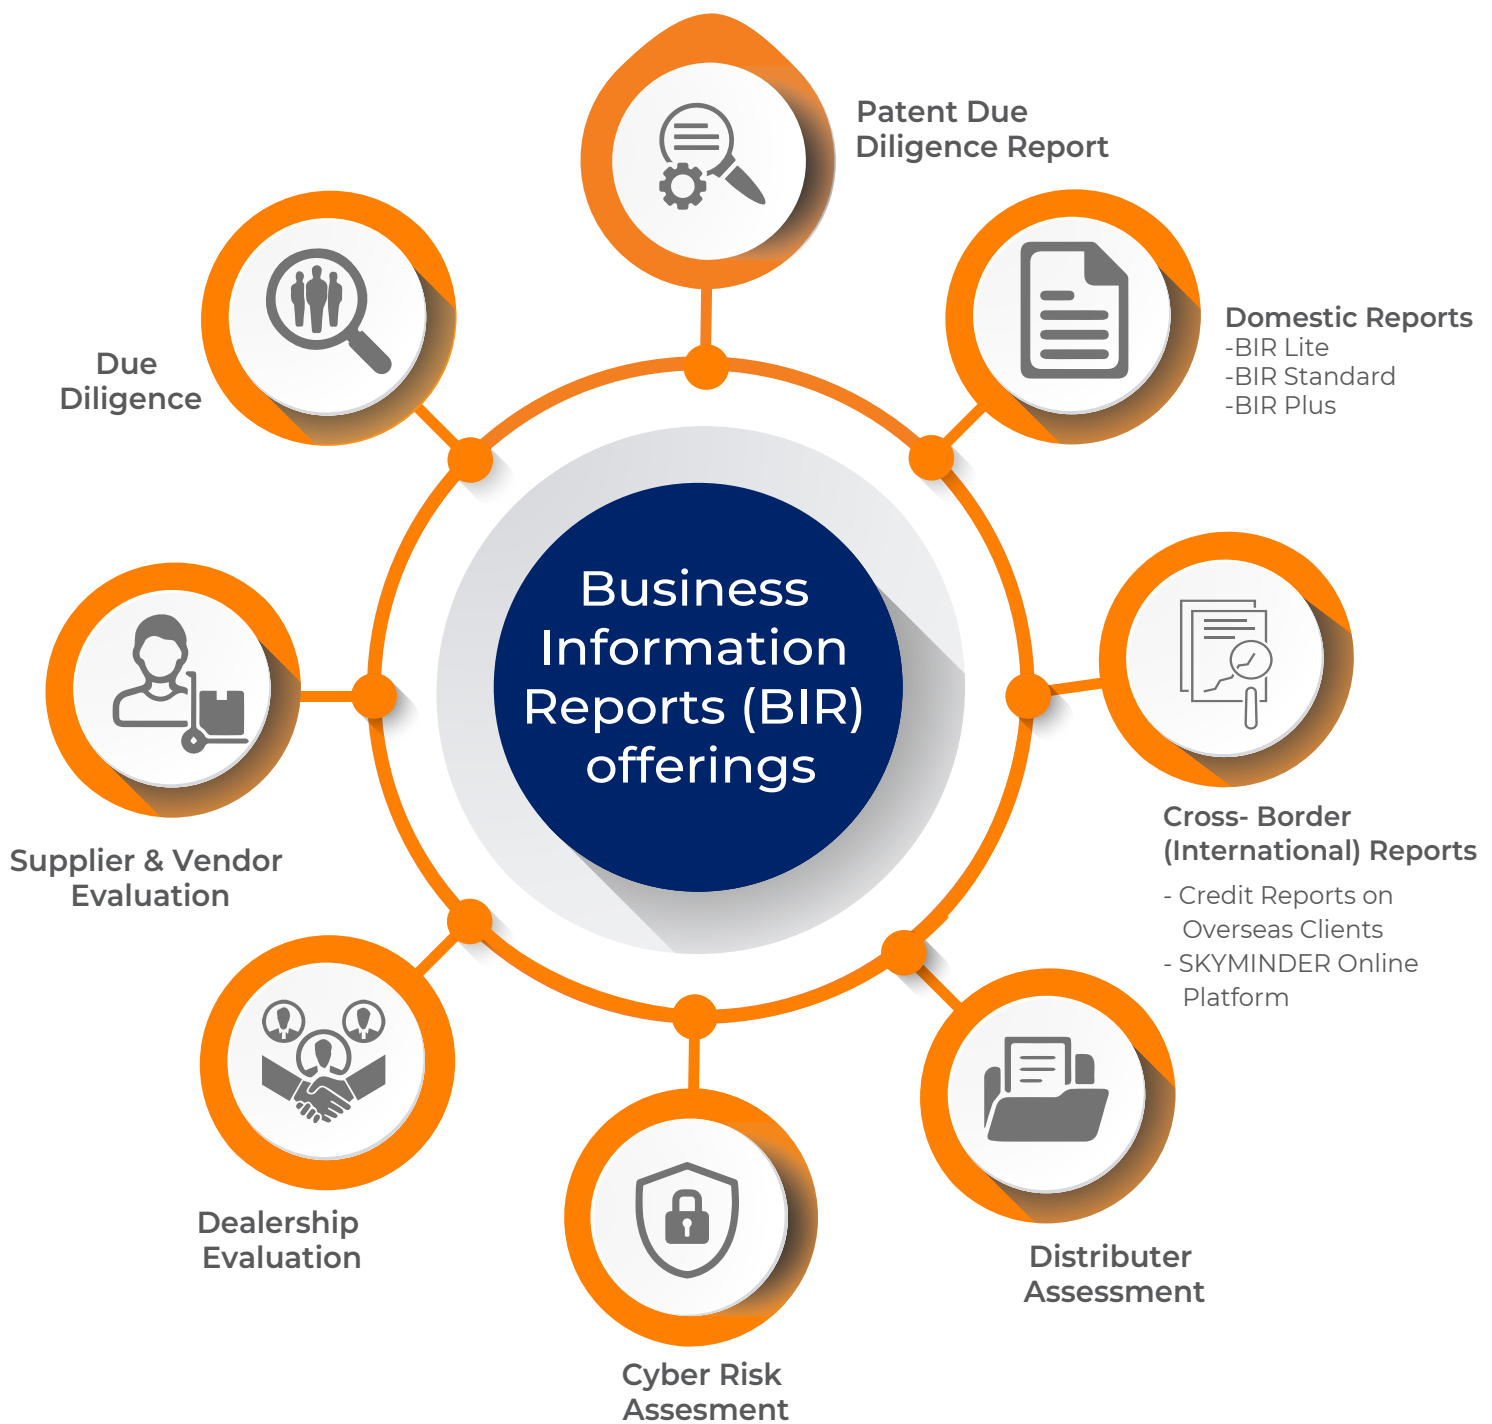 Patent Due
Diligence Report
Domestic Reports
-BIR Lite
-BIR Standard
-BIR Plus
Due
Diligence
Business
Information
Reports (BIR)
offerings
Cross- Border
(International) Reports
- Credit Reports on
Overseas Clients
- SKYMINDER Online
Platform
Supplier & Vendor
Evaluation
Dealership
Evaluation
Distributer
Assessment
Cyber Risk
Assesment